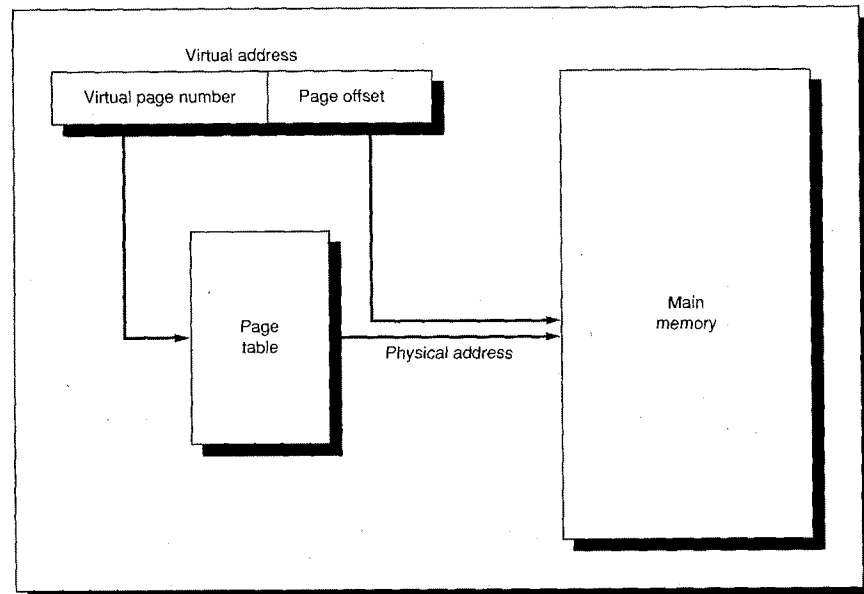 Virtual address
Virtual page number
Page offset
Page
table
Physical address
Main
memory